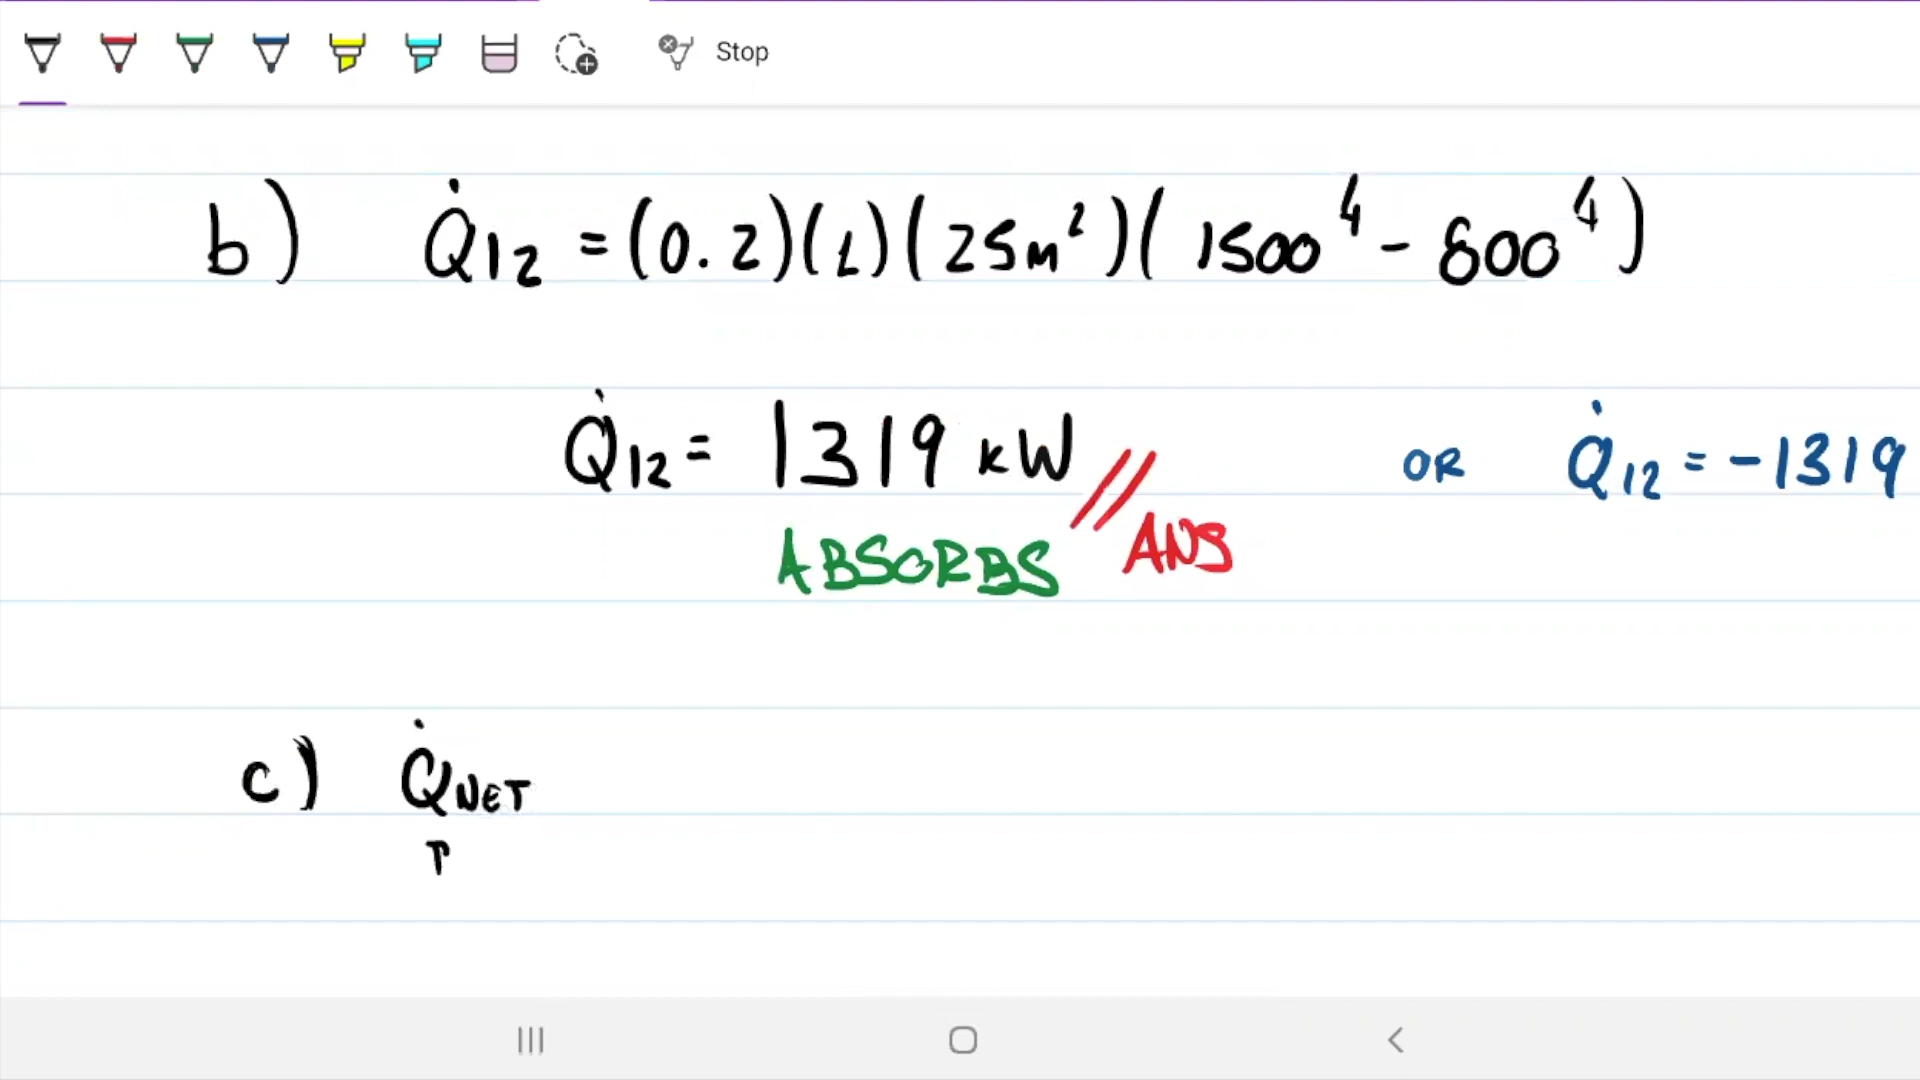 Stop
b) Q̇12 = (0.2)(1)(25m²)(1500⁴ - 800⁴)
Q̇12 = 1319 kW // ANS OR Q̇12 = -1319
ABSORBS
c) Q̇NET